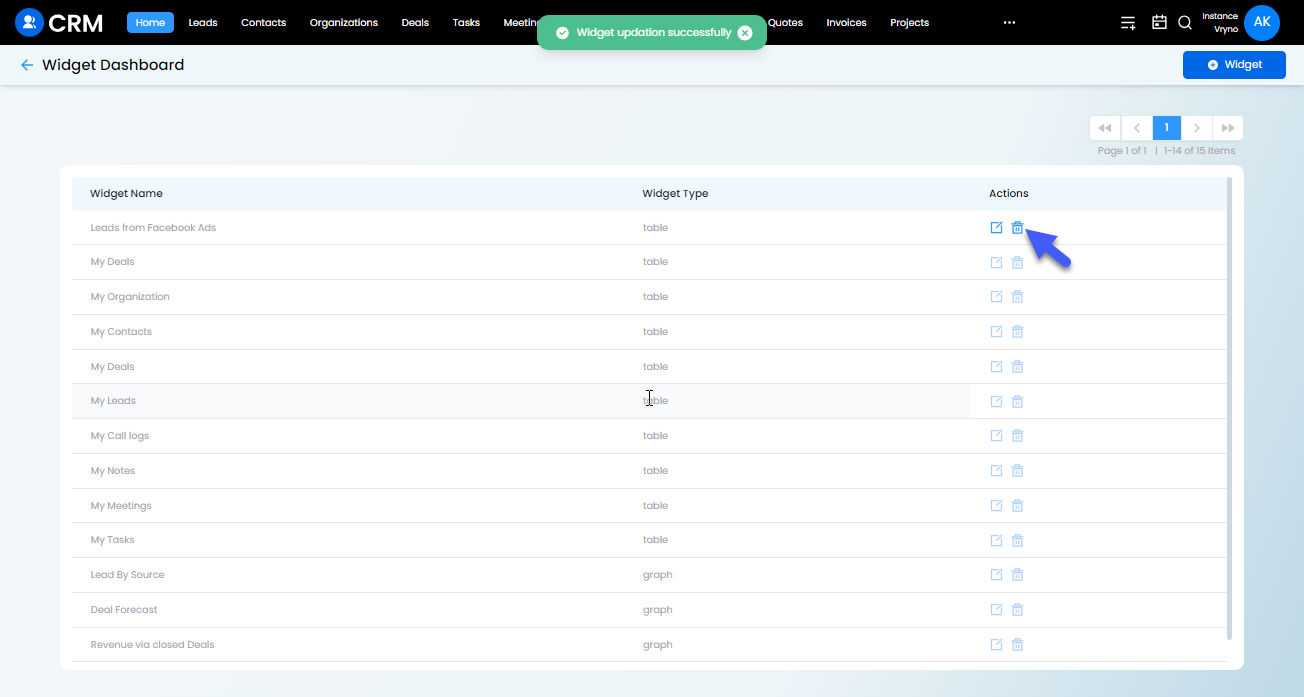 CRM
Home Leads Contacts Organizations Deals Tasks Quotes Invoices Projects ... Instance Vryno AK
Widget updation successfully
Widget Dashboard
Widget
1
Page 1 of 1 | 1-14 of 15 Items
Widget Name Widget Type Actions
Leads from Facebook Ads table
My Deals table
My Organization table
My Contacts table
My Deals table
My Leads table
My Call logs table
My Notes table
My Meetings table
My Tasks table
Lead By Source graph
Deal Forecast graph
Revenue via closed Deals graph